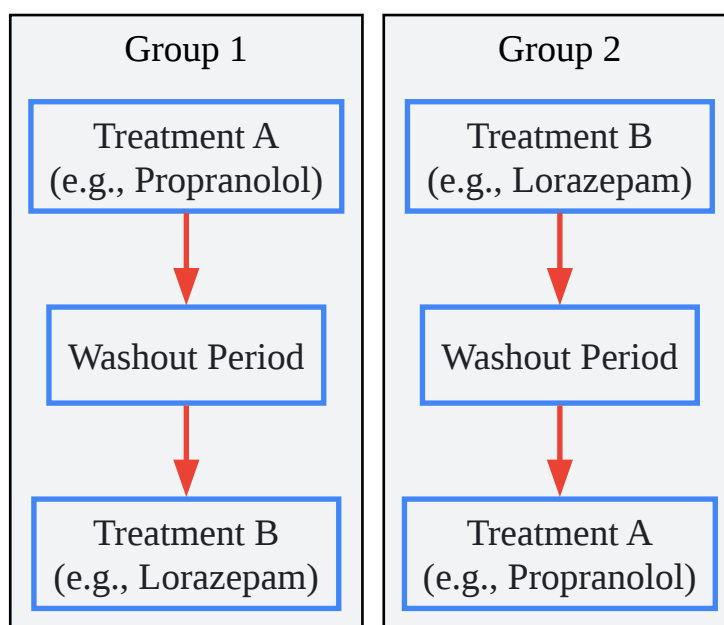 Group 1
Treatment A
(e.g., Propranolol)
Washout Period
Treatment B
(e.g., Lorazepam)
Group 2
Treatment B
(e.g., Lorazepam)
Washout Period
Treatment A
(e.g., Propranolol)